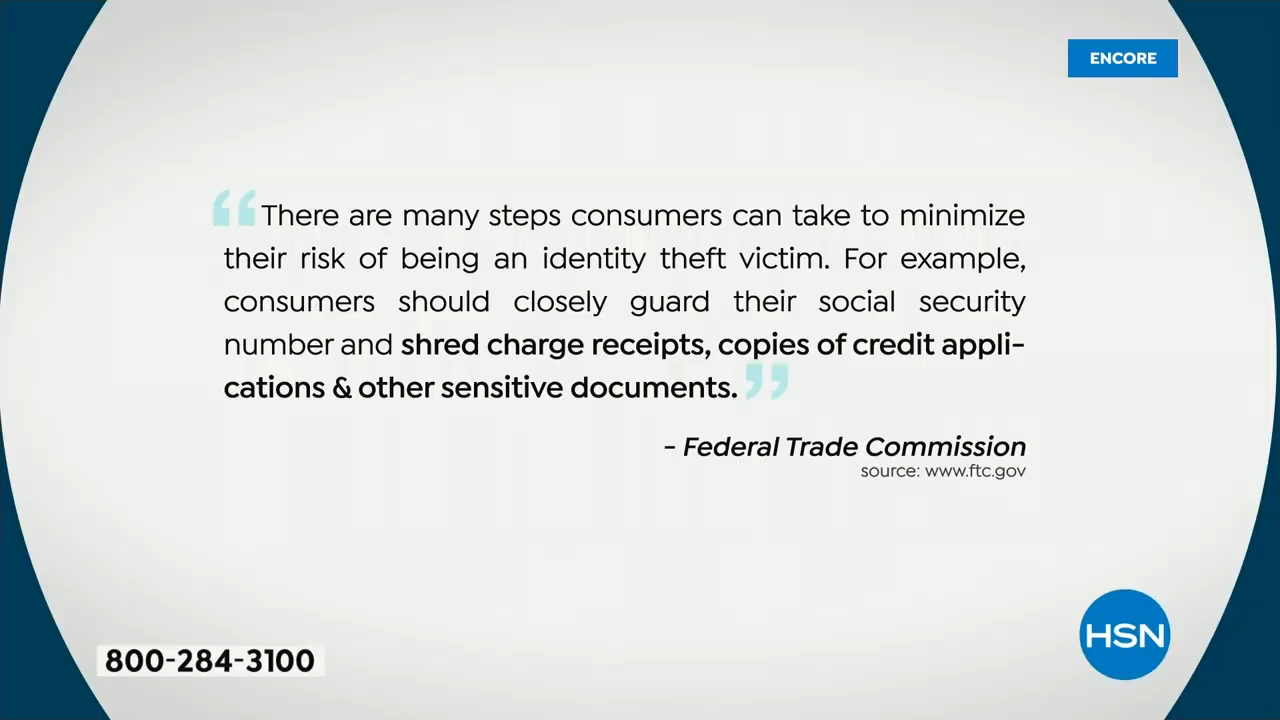 ENCORE
“There are many steps consumers can take to minimize
their risk of being an identity theft victim. For example,
consumers should closely guard their social security
number and shred charge receipts, copies of credit appli-
cations & other sensitive documents.”
- Federal Trade Commission
source: www.ftc.gov
HSN
800-284-3100